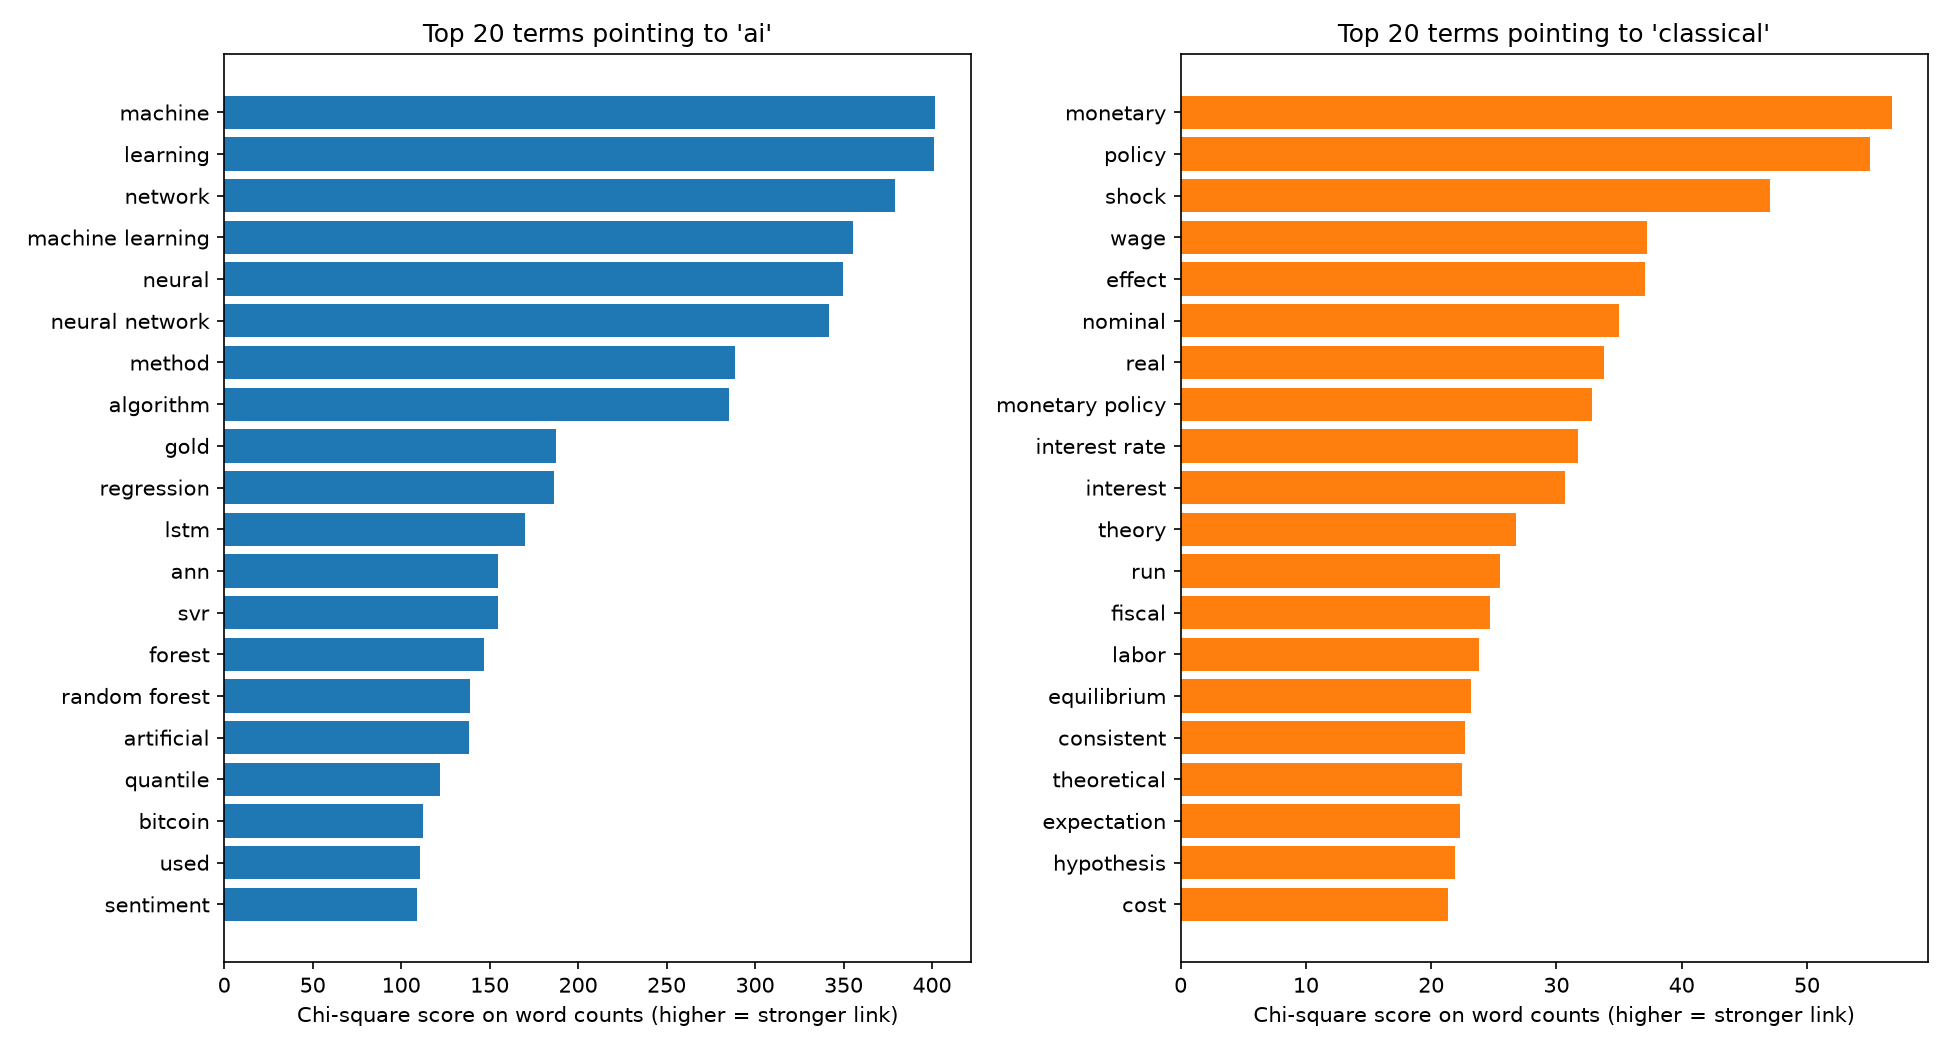 Top 20 terms pointing to 'ai'
machine
learning
network
machine learning
neural
neural network
method
algorithm
gold
regression
lstm
ann
svr
forest
random forest
artificial
quantile
bitcoin
used
sentiment
0 50 100 150 200 250 300 350 400
Chi-square score on word counts (higher = stronger link)
Top 20 terms pointing to 'classical'
monetary
policy
shock
wage
effect
nominal
real
monetary policy
interest rate
interest
theory
run
fiscal
labor
equilibrium
consistent
theoretical
expectation
hypothesis
cost
0 10 20 30 40 50
Chi-square score on word counts (higher = stronger link)